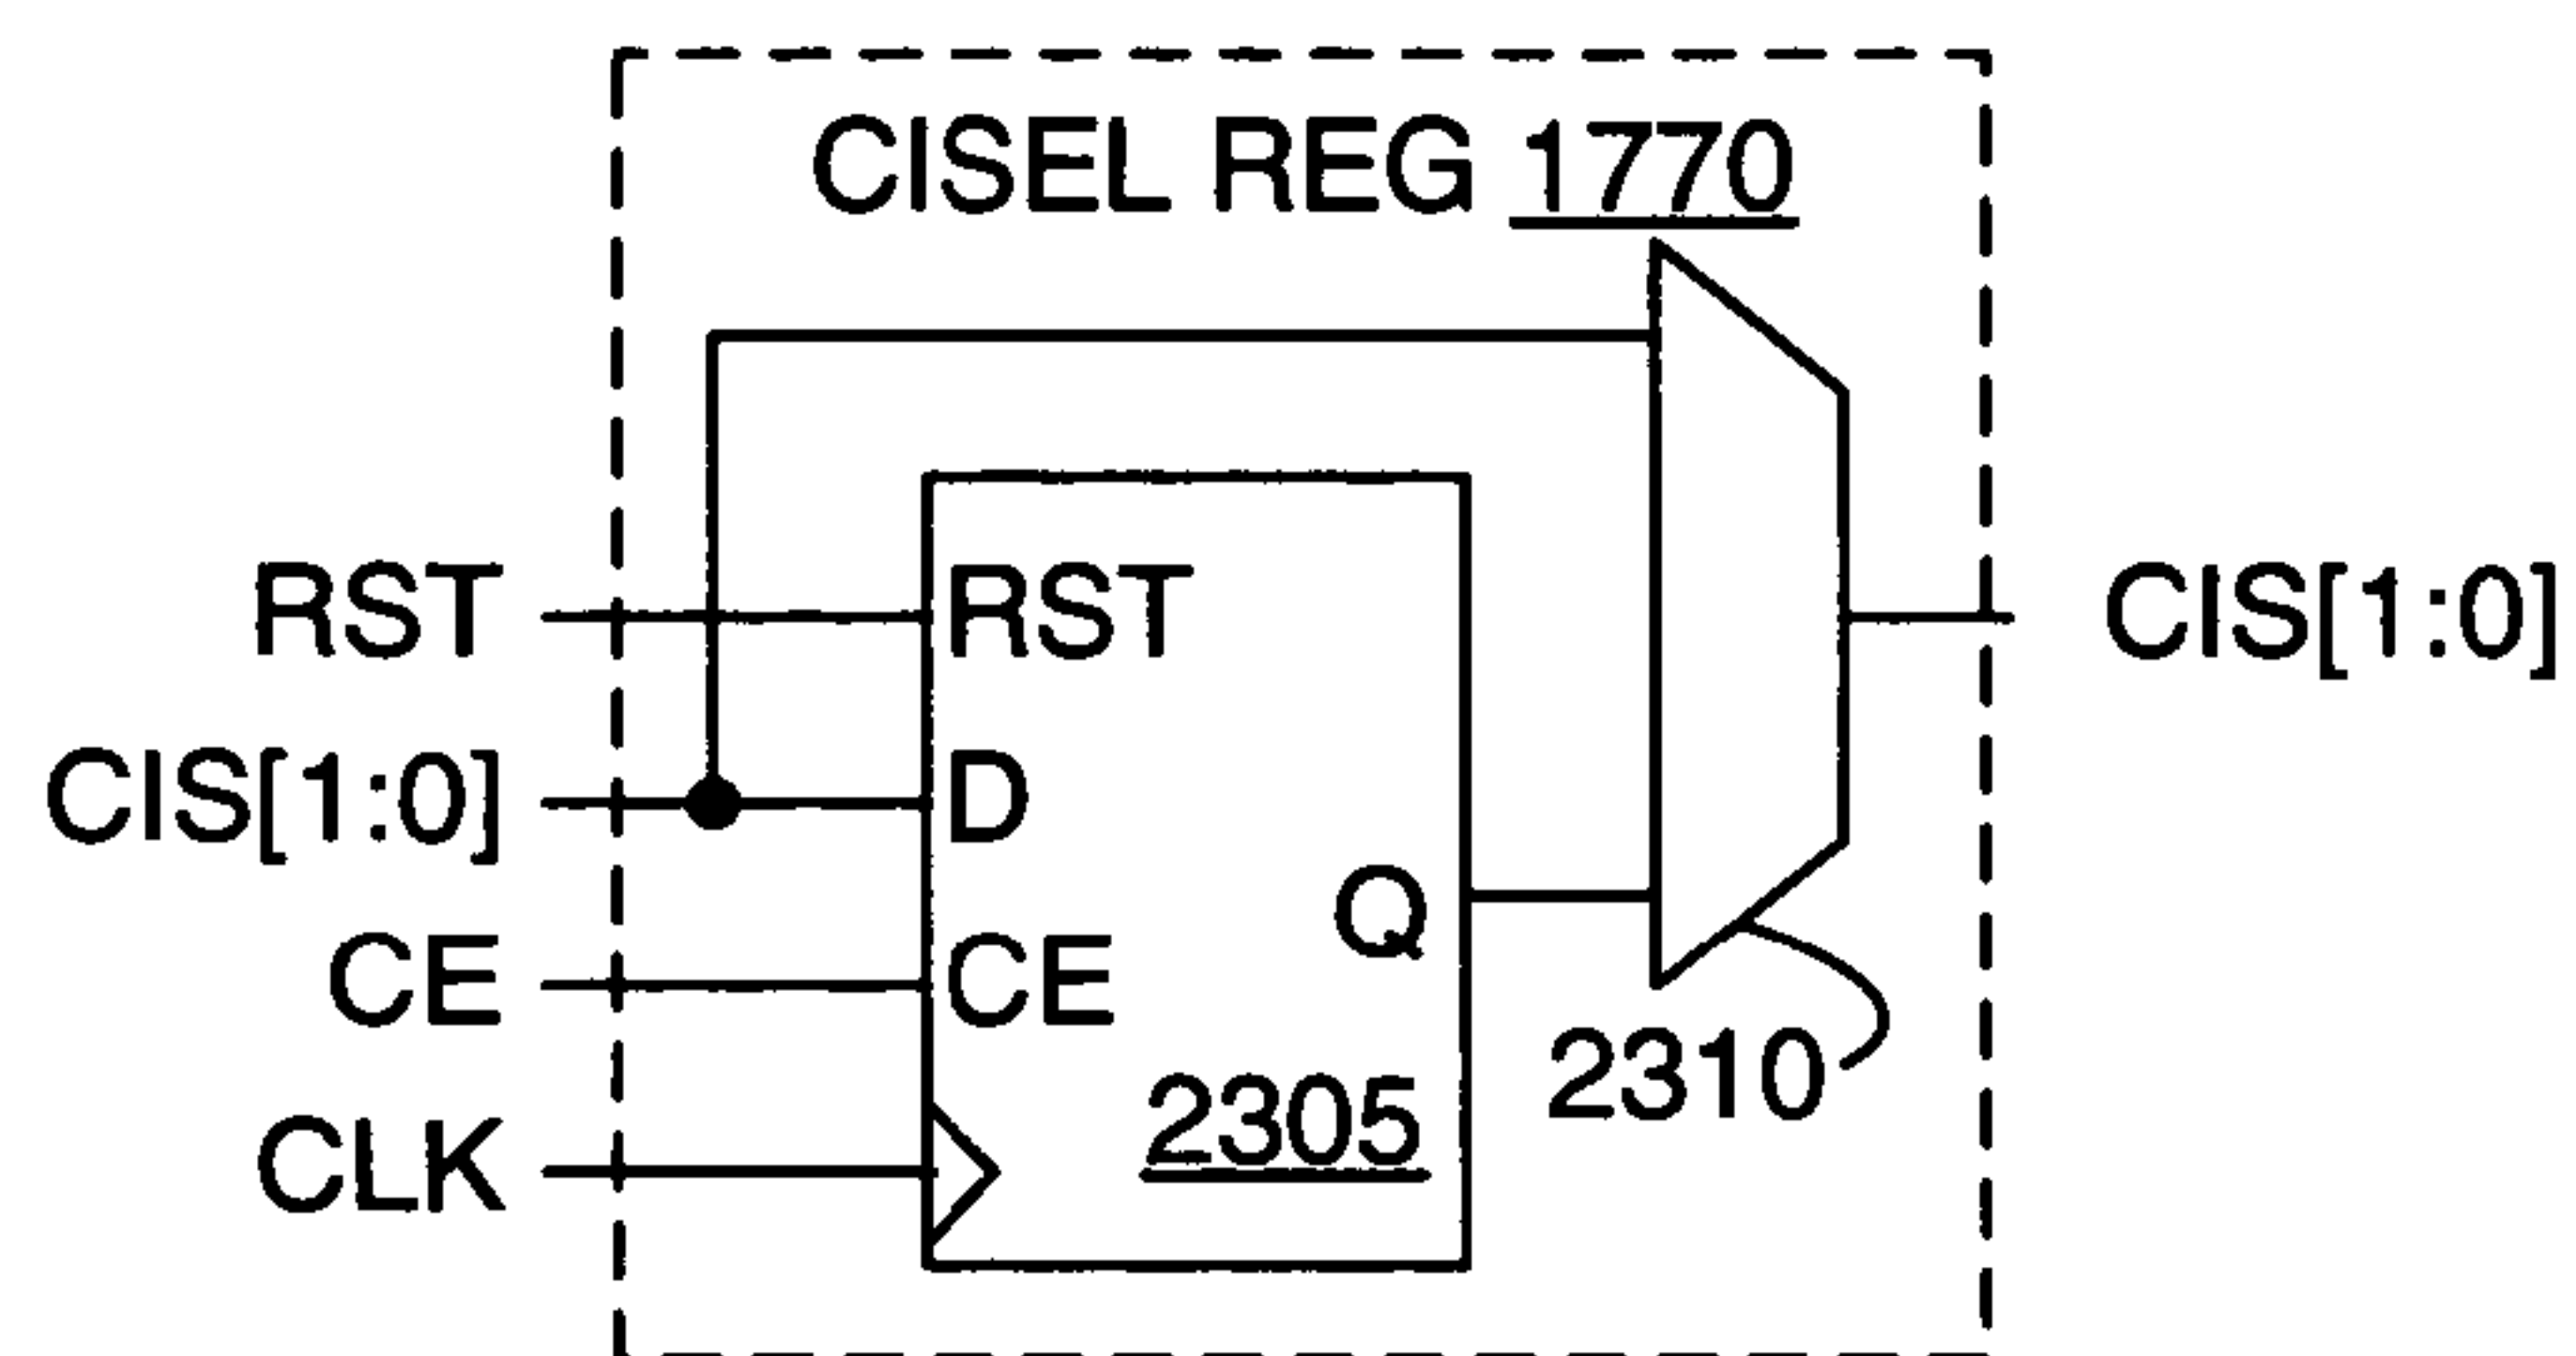 CISEL REG 1770
RST
RST
CIS[1:0]
CIS[1:0]
D
Q
CE
CE
2310
2305
CLK